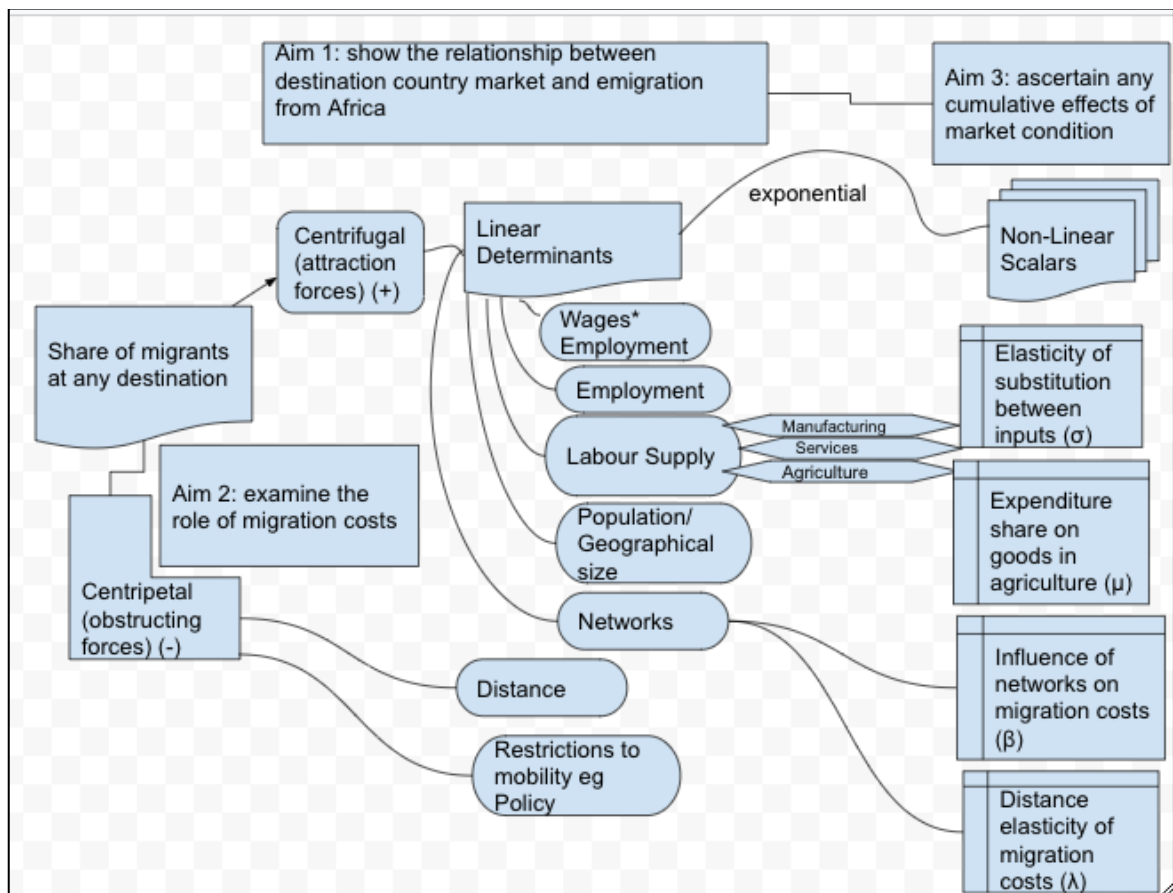 Aim 1: show the relationship between
destination country market and emigration
from Africa
Aim 3: ascertain any
cumulative effects of
market condition
exponential
Centrifugal
(attraction
forces) (+)
Linear
Determinants
Non-Linear
Scalars
Share of migrants
at any destination
Wages*
Employment
Employment
Labour Supply
Manufacturing
Services
Agriculture
Elasticity of
substitution
between
inputs (σ)
Aim 2: examine the
role of migration costs
Population/
Geographical
size
Expenditure
share on
goods in
agriculture (μ)
Centripetal
(obstructing
forces) (-)
Networks
Distance
Influence of
networks on
migration costs
(β)
Restrictions to
mobility eg
Policy
Distance
elasticity of
migration
costs (λ)